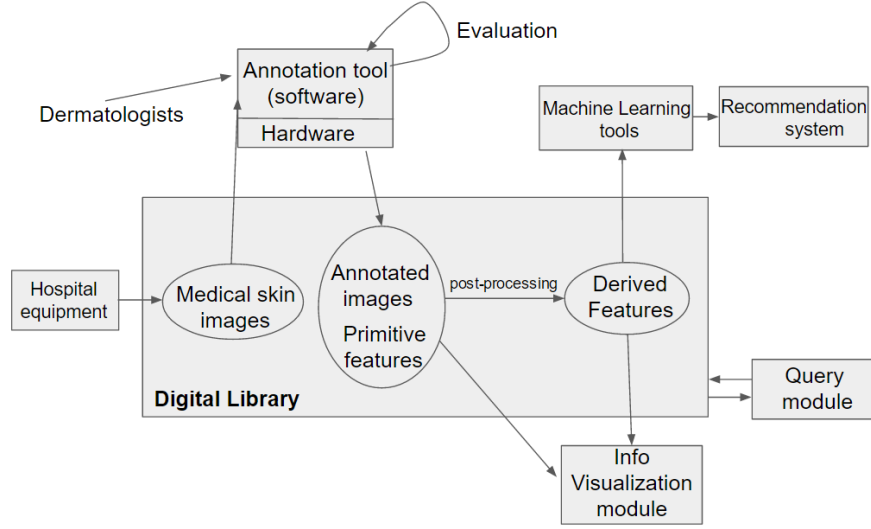 Evaluation
Annotation tool
(software)
Hardware
Dermatologists
Machine Learning
tools
Recommendation
system
Hospital
equipment
Medical skin
images
Annotated
images
Primitive
features
post-processing
Derived
Features
Digital Library
Query
module
Info
Visualization
module